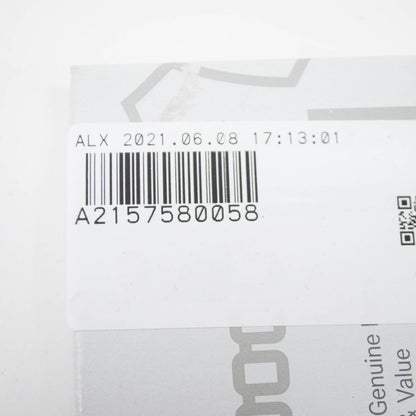 ALX 2021.06.08 17:13:01
A2157580058
Genuine
& Value